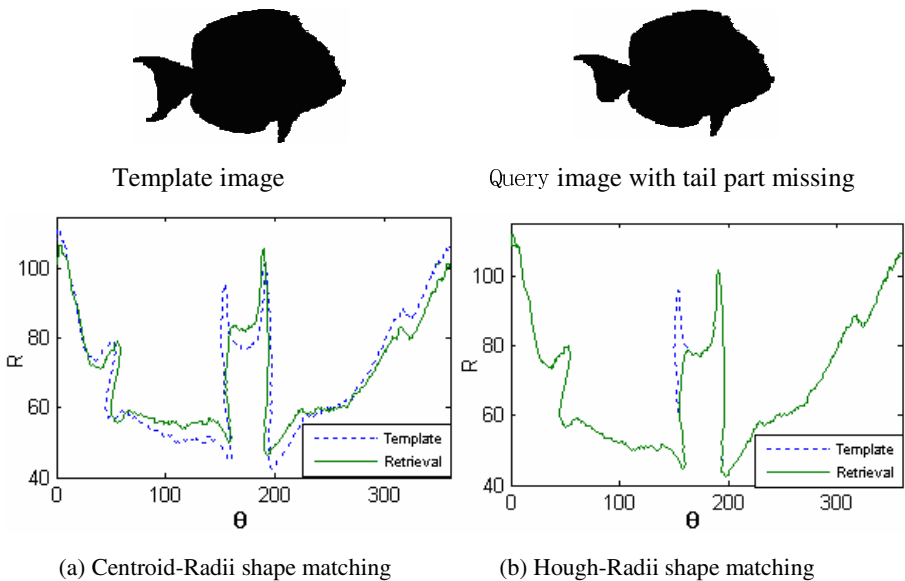 Template image
Query image with tail part missing
100
80
R
60
40
0
100
200
300
θ
Template
Retrieval
100
80
R
60
40
0
100
200
300
θ
Template
Retrieval
(a) Centroid-Radii shape matching
(b) Hough-Radii shape matching